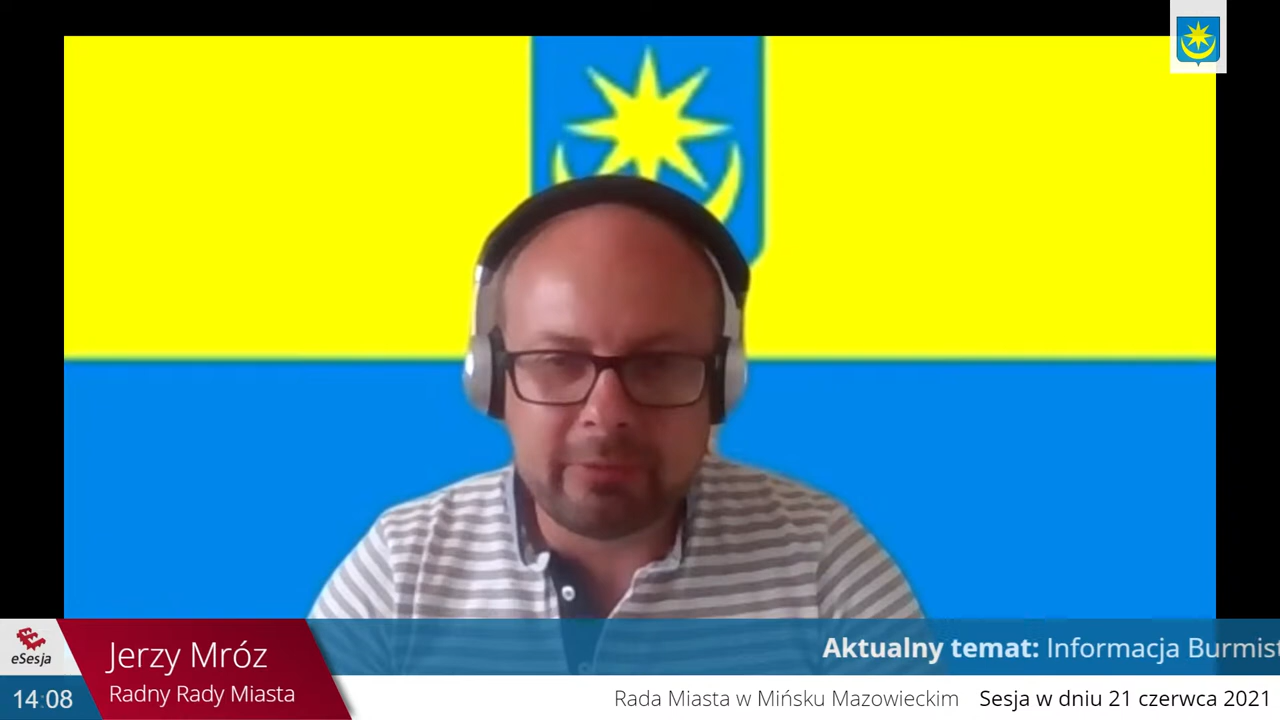 Jerzy Mróz
Radny Rady Miasta
eSesja
14:08
Aktualny temat: Informacja Burmist
Rada Miasta w Mińsku Mazowieckim Sesja w dniu 21 czerwca 2021